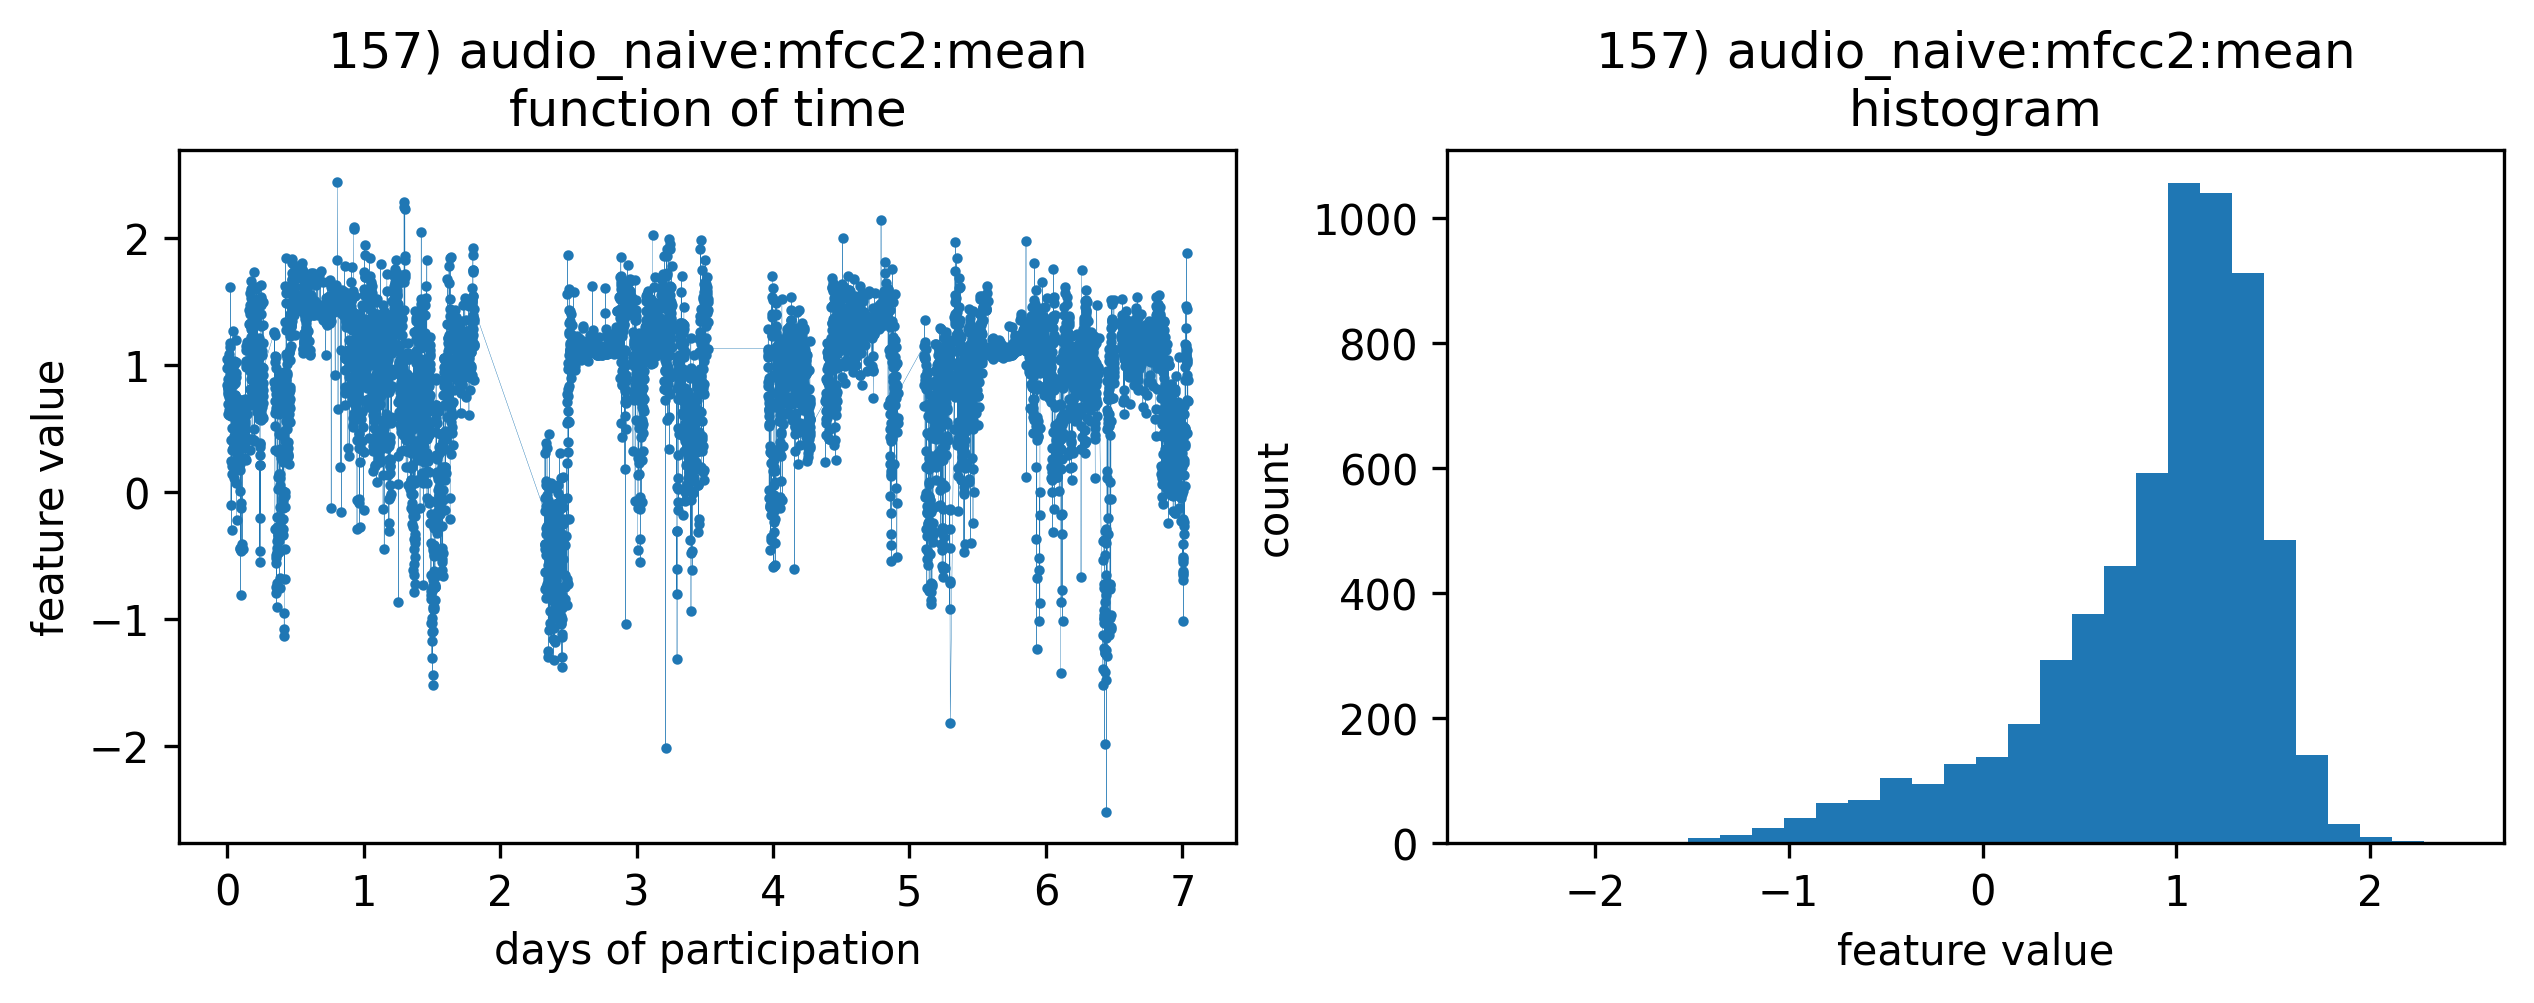 157) audio_naive:mfcc2:mean
function of time
feature value
2
1
0
−1
−2
0 1 2 3 4 5 6 7
days of participation
157) audio_naive:mfcc2:mean
histogram
count
1000
800
600
400
200
0
−2 −1 0 1 2
feature value